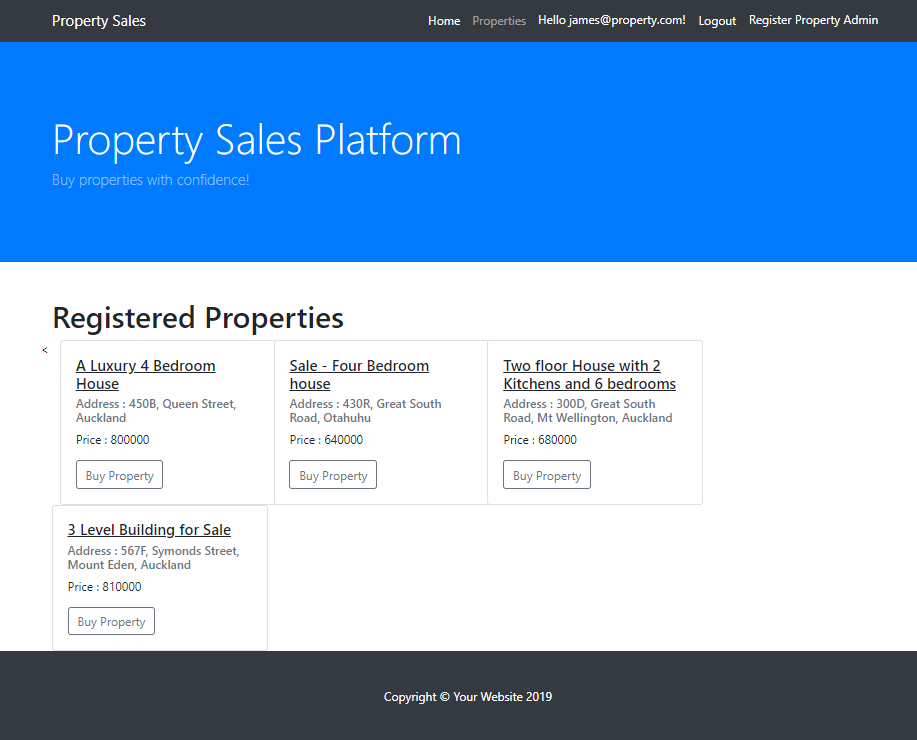 Property Sales
Home Properties Hello james@property.com! Logout Register Property Admin
Property Sales Platform
Buy properties with confidence!
Registered Properties
<
A Luxury 4 Bedroom
House
Address : 450B, Queen Street,
Auckland
Price : 800000
Buy Property
Sale - Four Bedroom
house
Address : 430R, Great South
Road, Otahuhu
Price : 640000
Buy Property
Two floor House with 2
Kitchens and 6 bedrooms
Address : 300D, Great South
Road, Mt Wellington, Auckland
Price : 680000
Buy Property
3 Level Building for Sale
Address : 567F, Symonds Street,
Mount Eden, Auckland
Price : 810000
Buy Property
Copyright © Your Website 2019